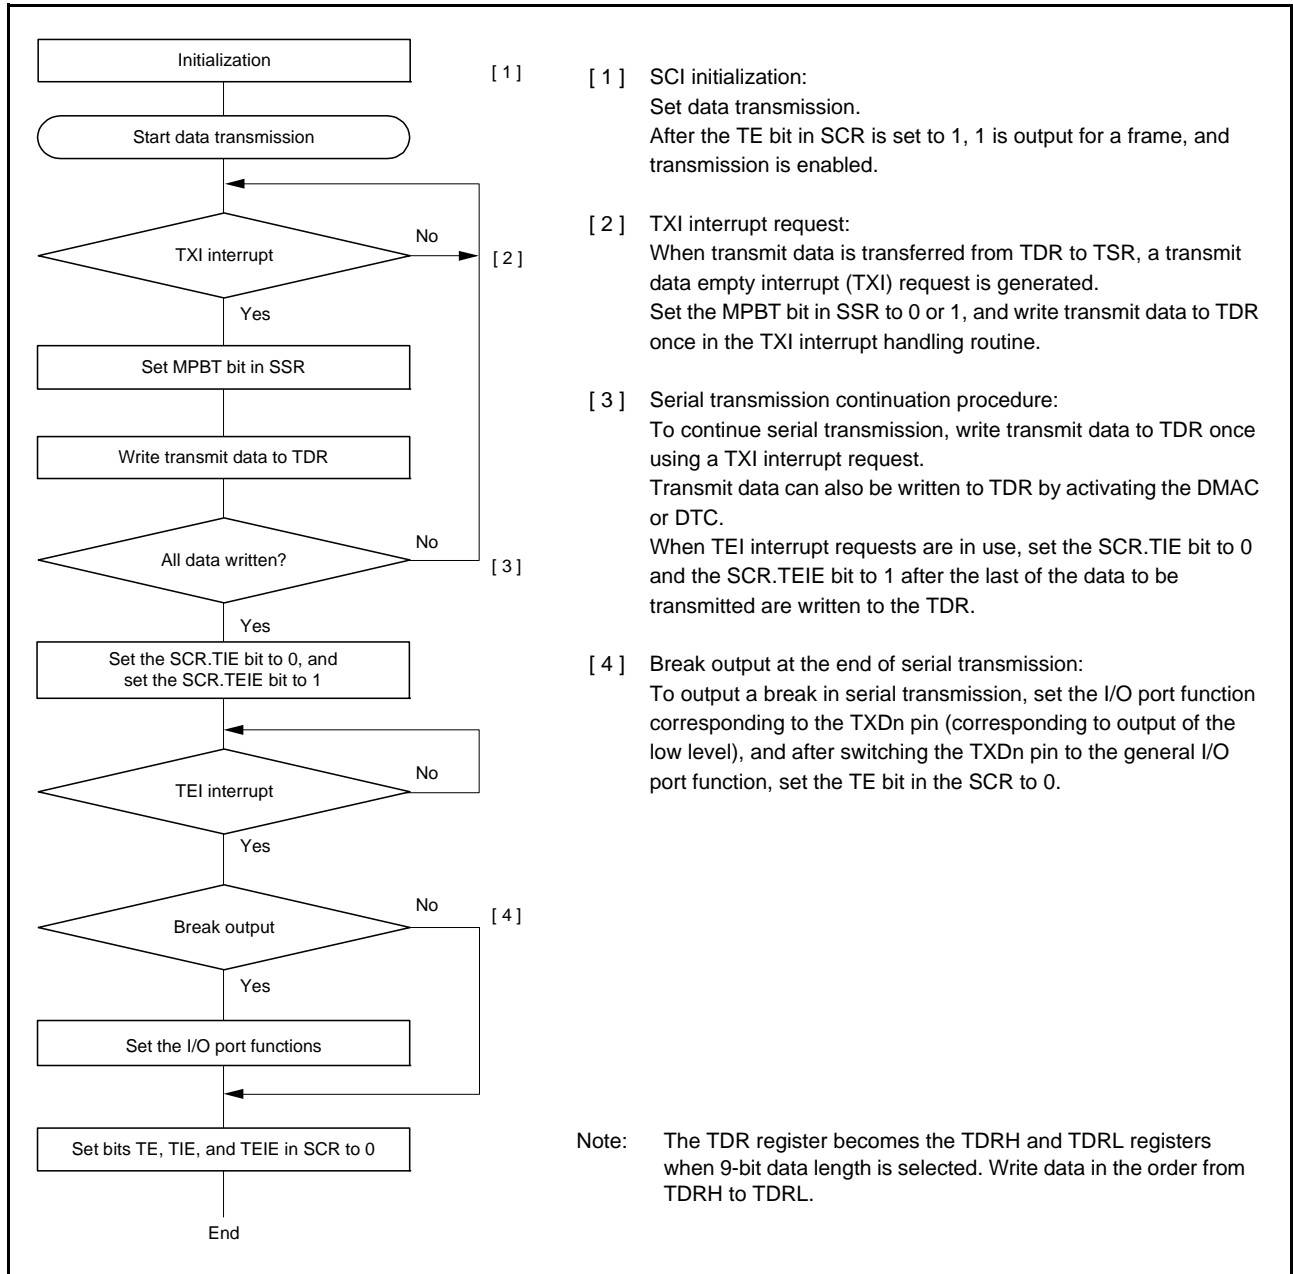 Initialization
[ 1 ]
Start data transmission
TXI interrupt
No
[ 2 ]
Yes
Set MPBT bit in SSR
Write transmit data to TDR
All data written?
No
[ 3 ]
Yes
Set the SCR.TIE bit to 0, and
set the SCR.TEIE bit to 1
TEI interrupt
No
Yes
Break output
No
[ 4 ]
Yes
Set the I/O port functions
Set bits TE, TIE, and TEIE in SCR to 0
End
[ 1 ] SCI initialization:
Set data transmission.
After the TE bit in SCR is set to 1, 1 is output for a frame, and
transmission is enabled.
[ 2 ] TXI interrupt request:
When transmit data is transferred from TDR to TSR, a transmit
data empty interrupt (TXI) request is generated.
Set the MPBT bit in SSR to 0 or 1, and write transmit data to TDR
once in the TXI interrupt handling routine.
[ 3 ] Serial transmission continuation procedure:
To continue serial transmission, write transmit data to TDR once
using a TXI interrupt request.
Transmit data can also be written to TDR by activating the DMAC
or DTC.
When TEI interrupt requests are in use, set the SCR.TIE bit to 0
and the SCR.TEIE bit to 1 after the last of the data to be
transmitted are written to the TDR.
[ 4 ] Break output at the end of serial transmission:
To output a break in serial transmission, set the I/O port function
corresponding to the TXDn pin (corresponding to output of the
low level), and after switching the TXDn pin to the general I/O
port function, set the TE bit in the SCR to 0.
Note: The TDR register becomes the TDRH and TDRL registers
when 9-bit data length is selected. Write data in the order from
TDRH to TDRL.